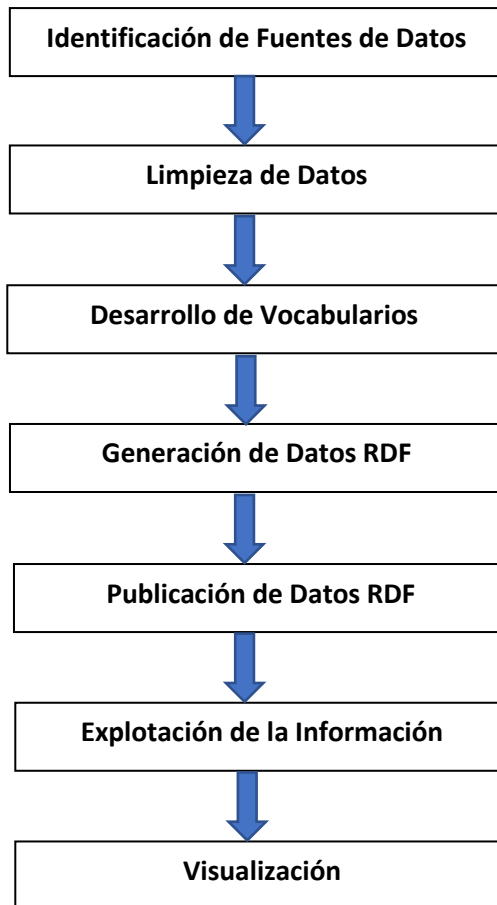 Identificación de Fuentes de Datos
Limpieza de Datos
Desarrollo de Vocabularios
Generación de Datos RDF
Publicación de Datos RDF
Explotación de la Información
Visualización